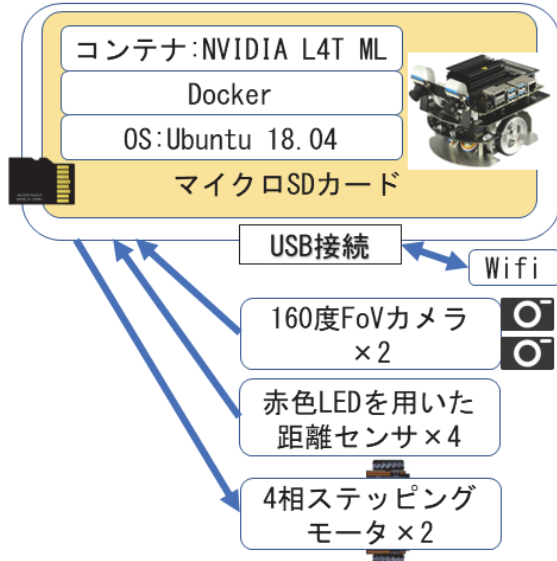 コンテナ:NVIDIA L4T ML
Docker
OS:Ubuntu 18.04
マイクロSDカード
USB接続
Wifi
160度FoVカメラ
×2
赤色LEDを用いた
距離センサ×4
4相ステッピング
モータ×2